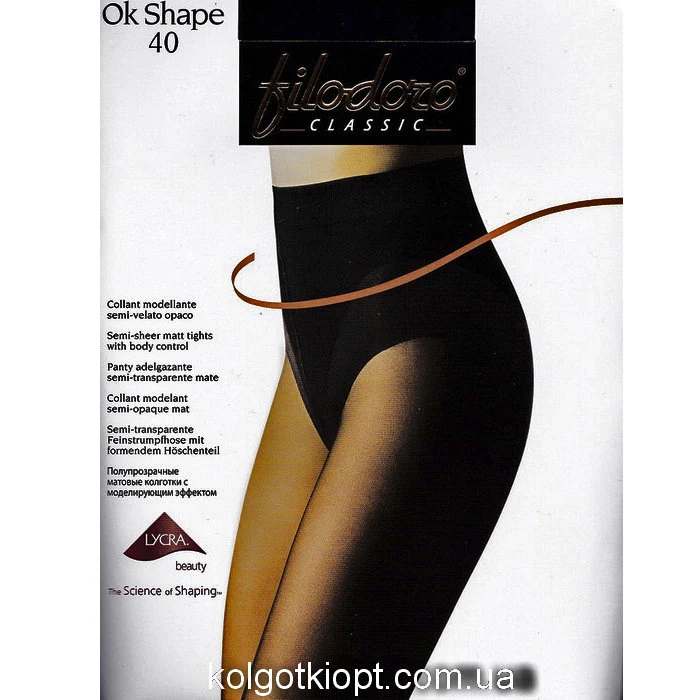 Ok Shape
40
filodoro®
CLASSIC
Collant modellante
semi-velato opaco
Semi-sheer matt tights
with body control
Panty adelgazante
semi-transparente mate
Collant modelant
semi-opaque mat
Semi-transparente
Feinstrumpfhose mit
formendem Höschenteil
Полупрозрачные
матовые колготки с
моделирующим эффектом
LYCRA®
beauty
The Science of Shaping™
kolgotkiopt.com.ua